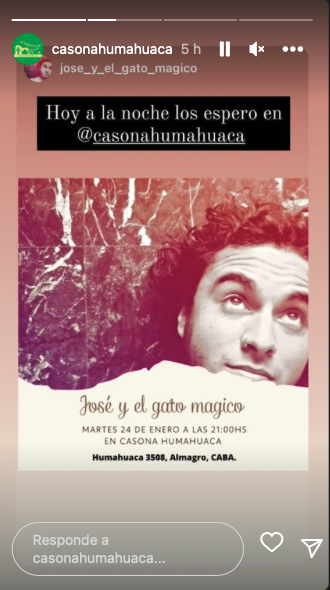 casonahumahuaca 5 h
jose_y_el_gato_magico
Hoy a la noche los espero en
@casonahumahuaca
José y el gato magico
MARTES 24 DE ENERO A LAS 21:00HS
EN CASONA HUMAHUACA
Humahuaca 3508, Almagro, CABA.
Responde a
casonahumahuaca...